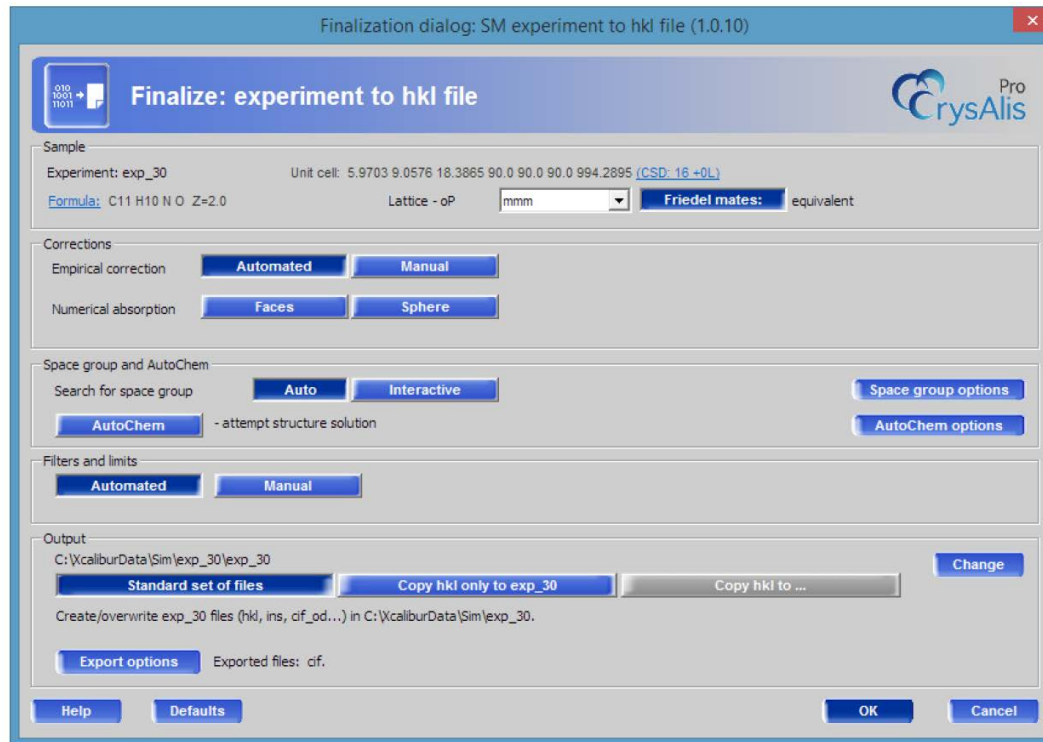 Finalization dialog: SM experiment to hkl file (1.0.10)
010
1001
11011
Finalize: experiment to hkl file
CrysAlis Pro
Sample
Experiment: exp_30 Unit cell: 5.9703 9.0576 18.3865 90.0 90.0 90.0 994.2895 (CSD: 16 +0L)
Formula: C11 H10 N O Z=2.0 Lattice - oP mmm Friedel mates: equivalent
Corrections
Empirical correction Automated Manual
Numerical absorption Faces Sphere
Space group and AutoChem
Search for space group Auto Interactive Space group options
AutoChem - attempt structure solution AutoChem options
Filters and limits
Automated Manual
Output
C:\XcaliburData\Sim\exp_30\exp_30 Change
Standard set of files Copy hkl only to exp_30 Copy hkl to ...
Create/overwrite exp_30 files (hkl, ins, cif_od...) in C:\XcaliburData\Sim\exp_30.
Export options Exported files: cif.
Help Defaults OK Cancel